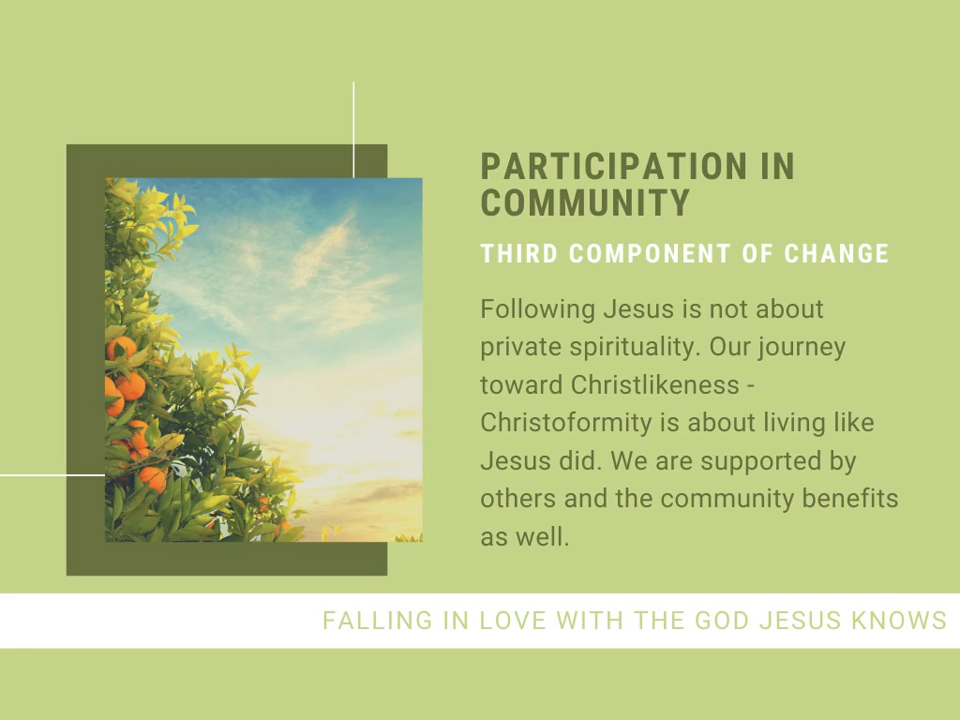 PARTICIPATION IN
COMMUNITY
THIRD COMPONENT OF CHANGE
Following Jesus is not about
private spirituality. Our journey
toward Christlikeness -
Christoformity is about living like
Jesus did. We are supported by
others and the community benefits
as well.
FALLING IN LOVE WITH THE GOD JESUS KNOWS